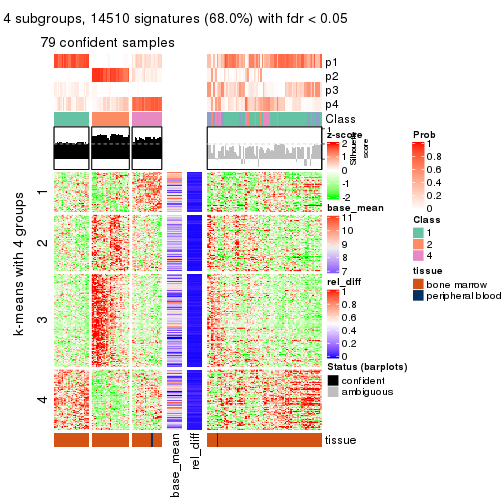 4 subgroups, 14510 signatures (68.0%) with fdr < 0.05
79 confident samples
p1
p2
p3
p4
Class
1
Silhouette score
k-means with 4 groups
1
2
3
4
z-score
2
1
0
-1
-2
base_mean
11
10
9
8
7
rel_diff
1
0.8
0.6
0.4
0.2
0
Status (barplots)
confident
ambiguous
Prob
1
0.8
0.6
0.4
0.2
0
Class
1
2
4
tissue
bone marrow
peripheral blood
tissue
base_mean
rel_diff